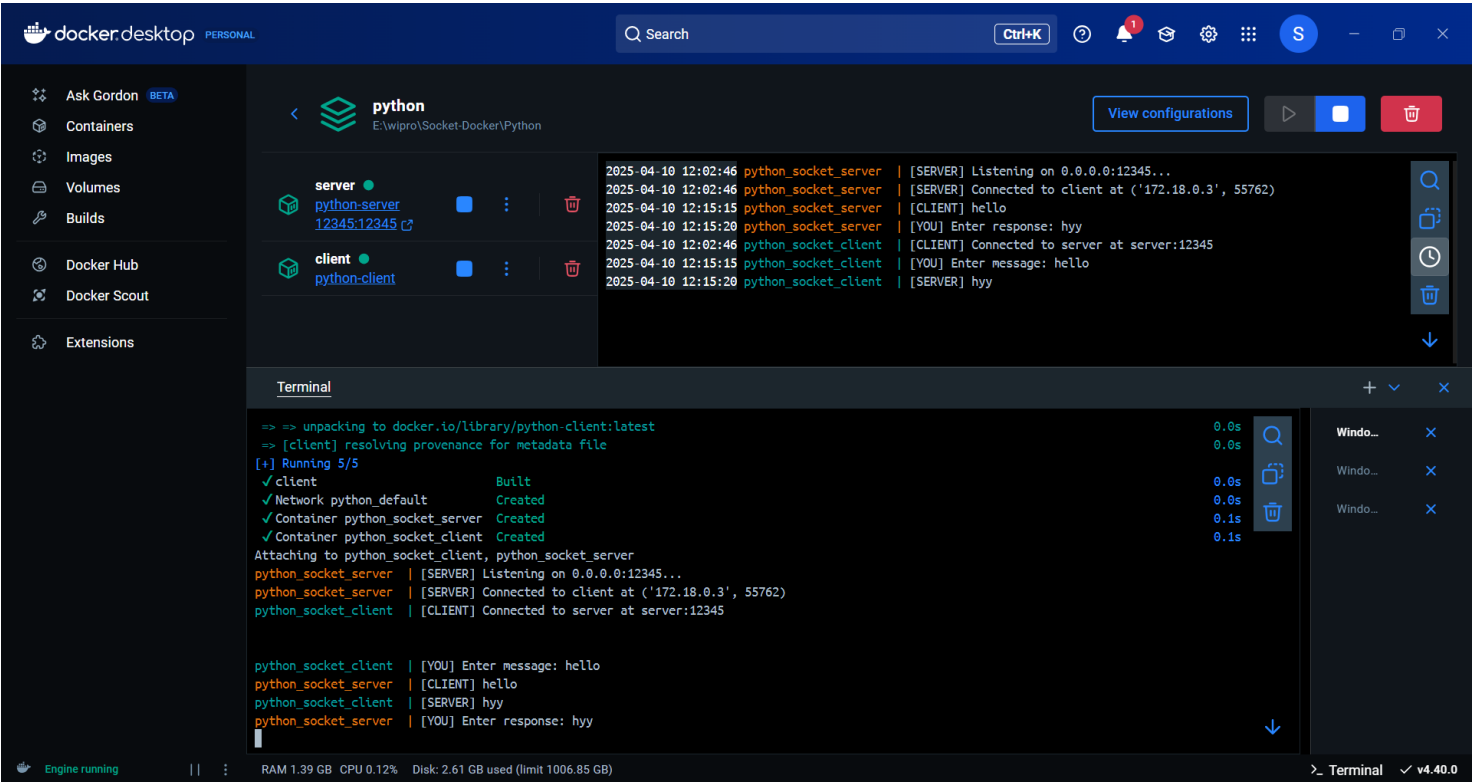 docker.desktop PERSONAL
Search
Ctrl+K
1
S
Ask Gordon BETA
Containers
Images
Volumes
Builds
Docker Hub
Docker Scout
Extensions
python
E:\wipro\Socket-Docker\Python
View configurations
server
python-server
12345:12345
client
python-client
2025-04-10 12:02:46 python_socket_server | [SERVER] Listening on 0.0.0.0:12345...
2025-04-10 12:02:46 python_socket_server | [SERVER] Connected to client at ('172.18.0.3', 55762)
2025-04-10 12:15:15 python_socket_server | [CLIENT] hello
2025-04-10 12:15:20 python_socket_server | [YOU] Enter response: hyy
2025-04-10 12:02:46 python_socket_client | [CLIENT] Connected to server at server:12345
2025-04-10 12:15:15 python_socket_client | [YOU] Enter message: hello
2025-04-10 12:15:20 python_socket_client | [SERVER] hyy
Terminal
=> => unpacking to docker.io/library/python-client:latest 0.0s
=> [client] resolving provenance for metadata file 0.0s
[+] Running 5/5
✓client Built 0.0s
✓Network python_default Created 0.0s
✓Container python_socket_server Created 0.1s
✓Container python_socket_client Created 0.1s
Attaching to python_socket_client, python_socket_server
python_socket_server | [SERVER] Listening on 0.0.0.0:12345...
python_socket_server | [SERVER] Connected to client at ('172.18.0.3', 55762)
python_socket_client | [CLIENT] Connected to server at server:12345
python_socket_client | [YOU] Enter message: hello
python_socket_server | [CLIENT] hello
python_socket_client | [SERVER] hyy
python_socket_server | [YOU] Enter response: hyy
Windo...
Windo...
Windo...
Engine running
RAM 1.39 GB CPU 0.12% Disk: 2.61 GB used (limit 1006.85 GB)
>_ Terminal ✓ v4.40.0